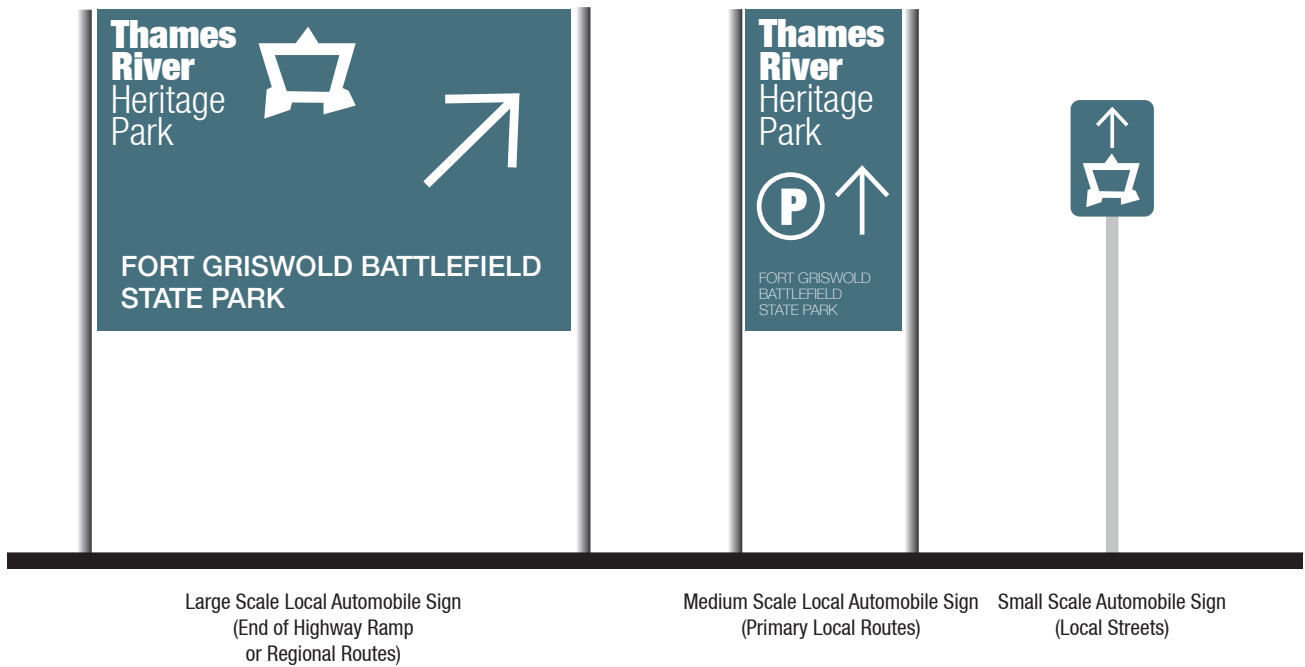 Thames
River
Heritage
Park
FORT GRISWOLD BATTLEFIELD
STATE PARK
Thames
River
Heritage
Park
P
FORT GRISWOLD
BATTLEFIELD
STATE PARK
Large Scale Local Automobile Sign
(End of Highway Ramp
or Regional Routes)
Medium Scale Local Automobile Sign
(Primary Local Routes)
Small Scale Automobile Sign
(Local Streets)